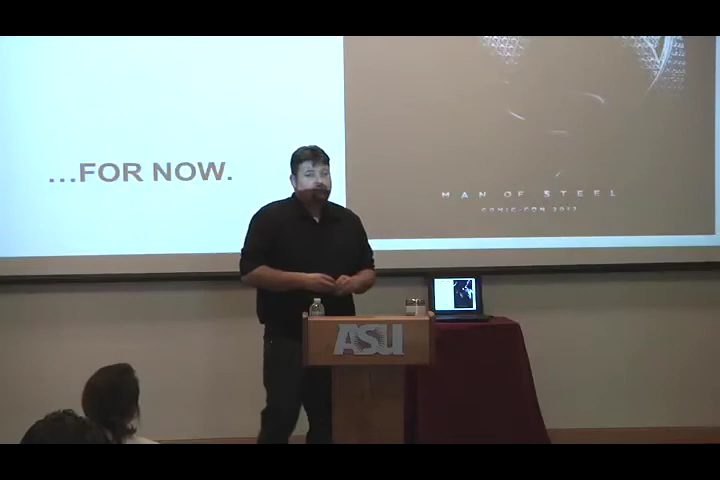 ...FOR NOW.
MAN OF STEEL
COMIC-CON 2012
ASU